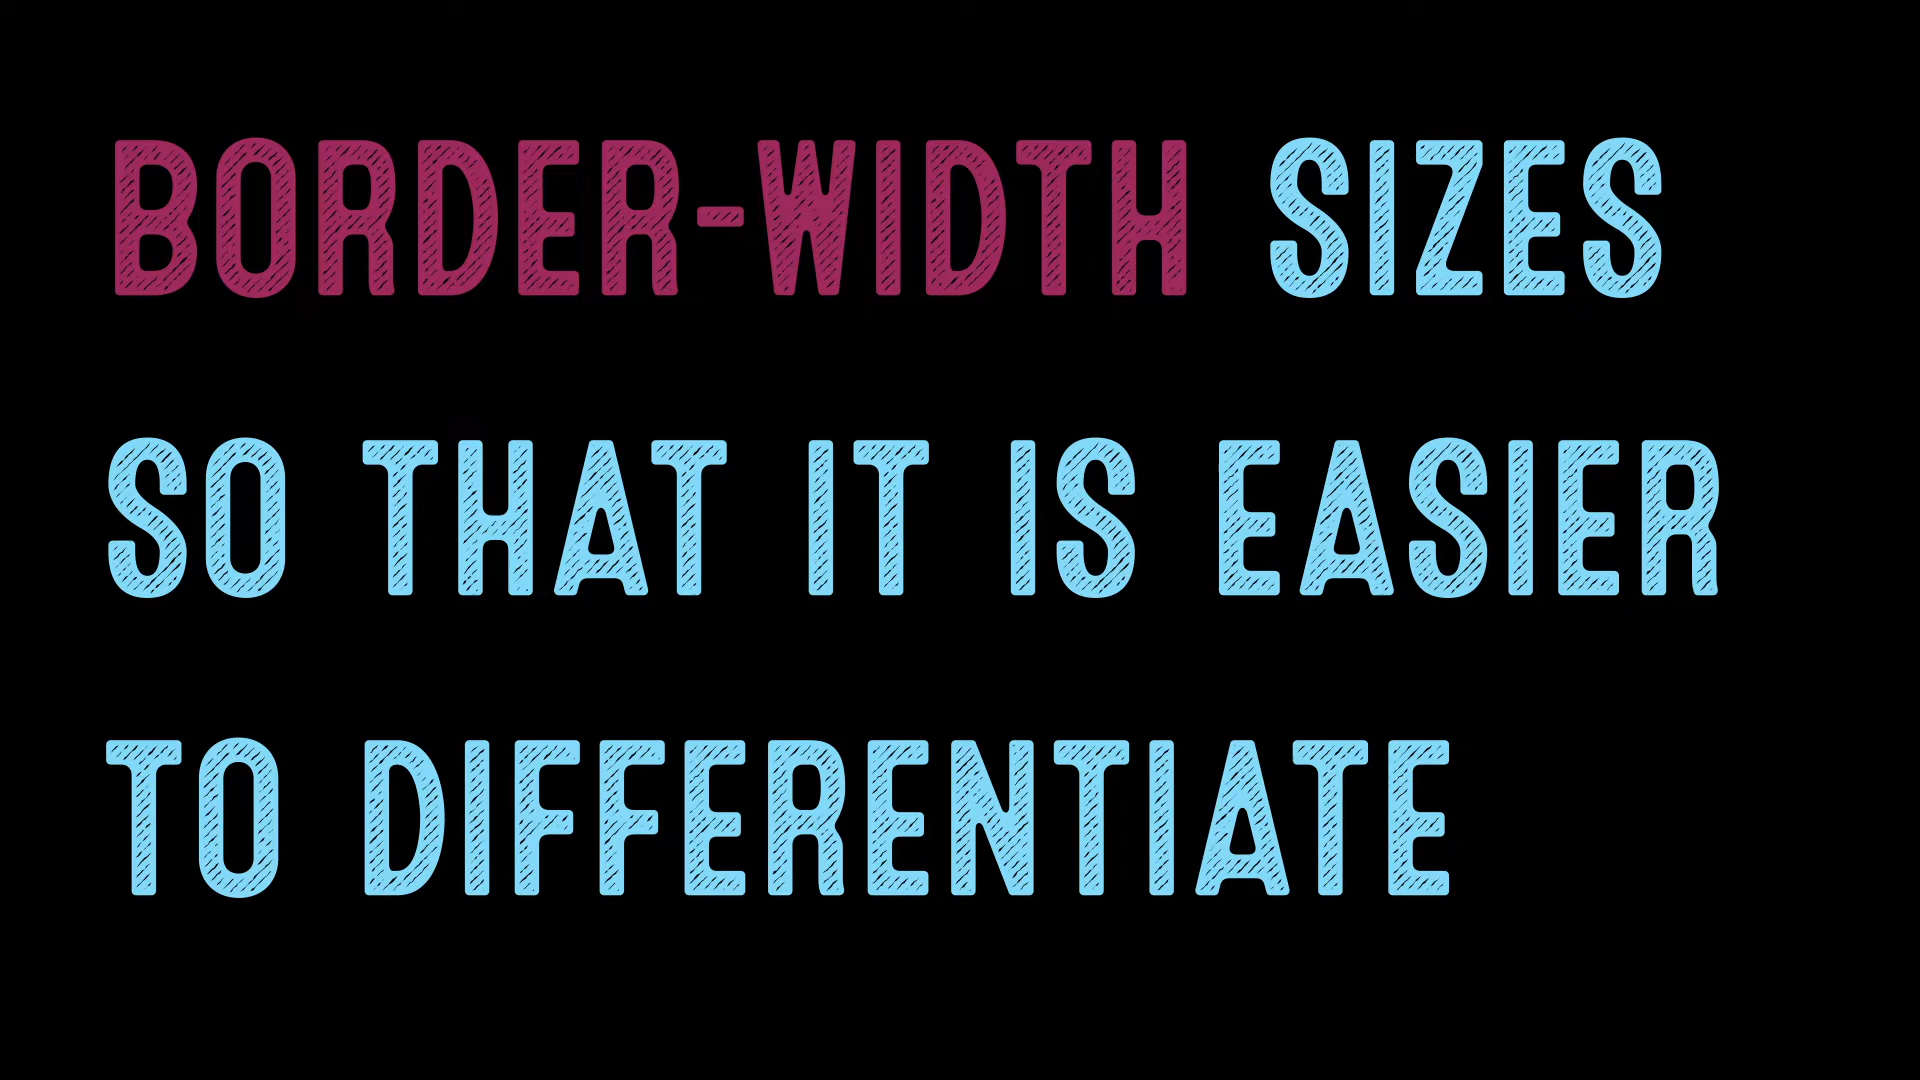 BORDER-WIDTH SIZES
SO THAT IT IS EASIER
TO DIFFERENTIATE